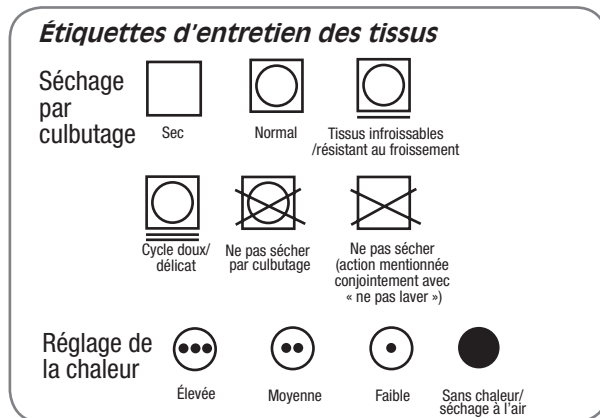 Étiquettes d'entretien des tissus
Séchage
par
culbutage
Sec
Normal
Tissus infroissables
/résistant au froissement
Cycle doux/
délicat
Ne pas sécher
par culbutage
Ne pas sécher
(action mentionnée
conjointement avec
« ne pas laver »)
Réglage de
la chaleur
Élevée
Moyenne
Faible
Sans chaleur/
séchage à l'air